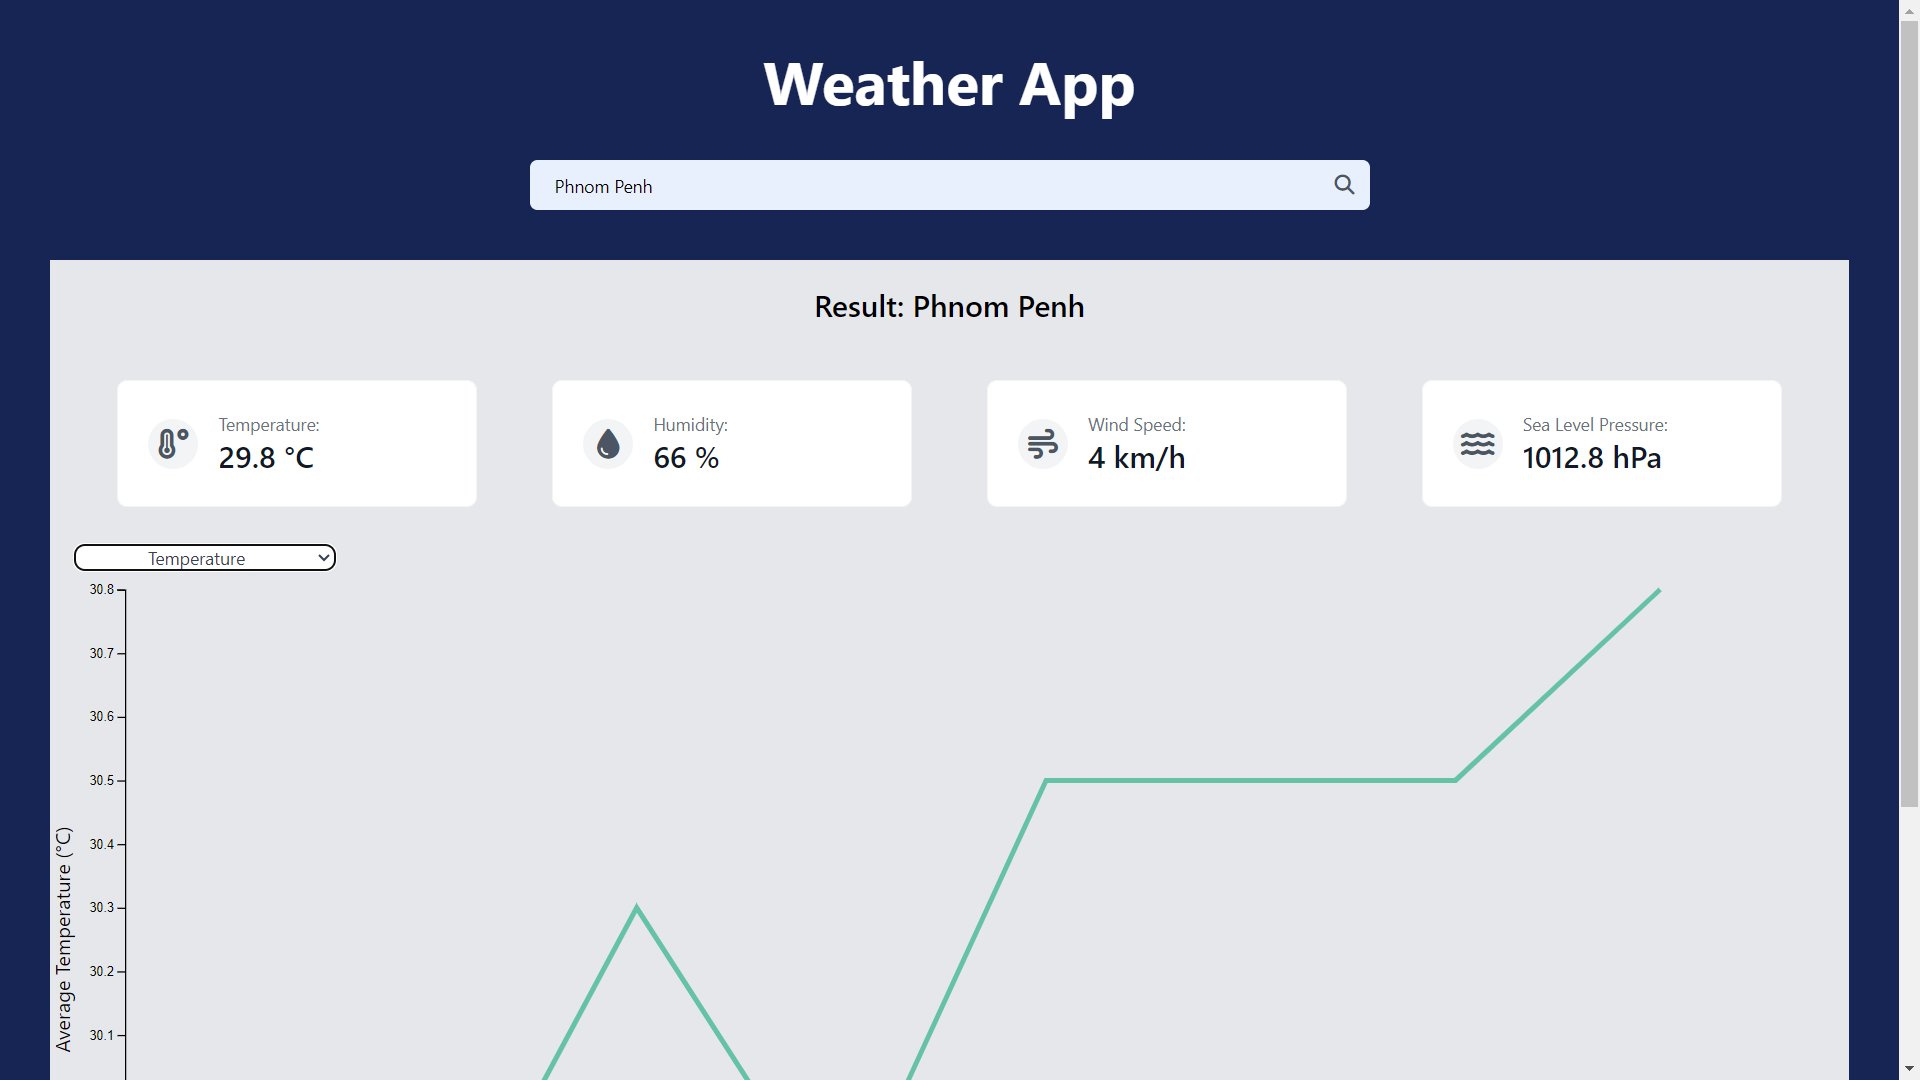 Weather App
Phnom Penh
Result: Phnom Penh
Temperature:
29.8 °C
Humidity:
66 %
Wind Speed:
4 km/h
Sea Level Pressure:
1012.8 hPa
Temperature
30.8
30.7
30.6
30.5
30.4
30.3
30.2
30.1
Average Temperature (°C)